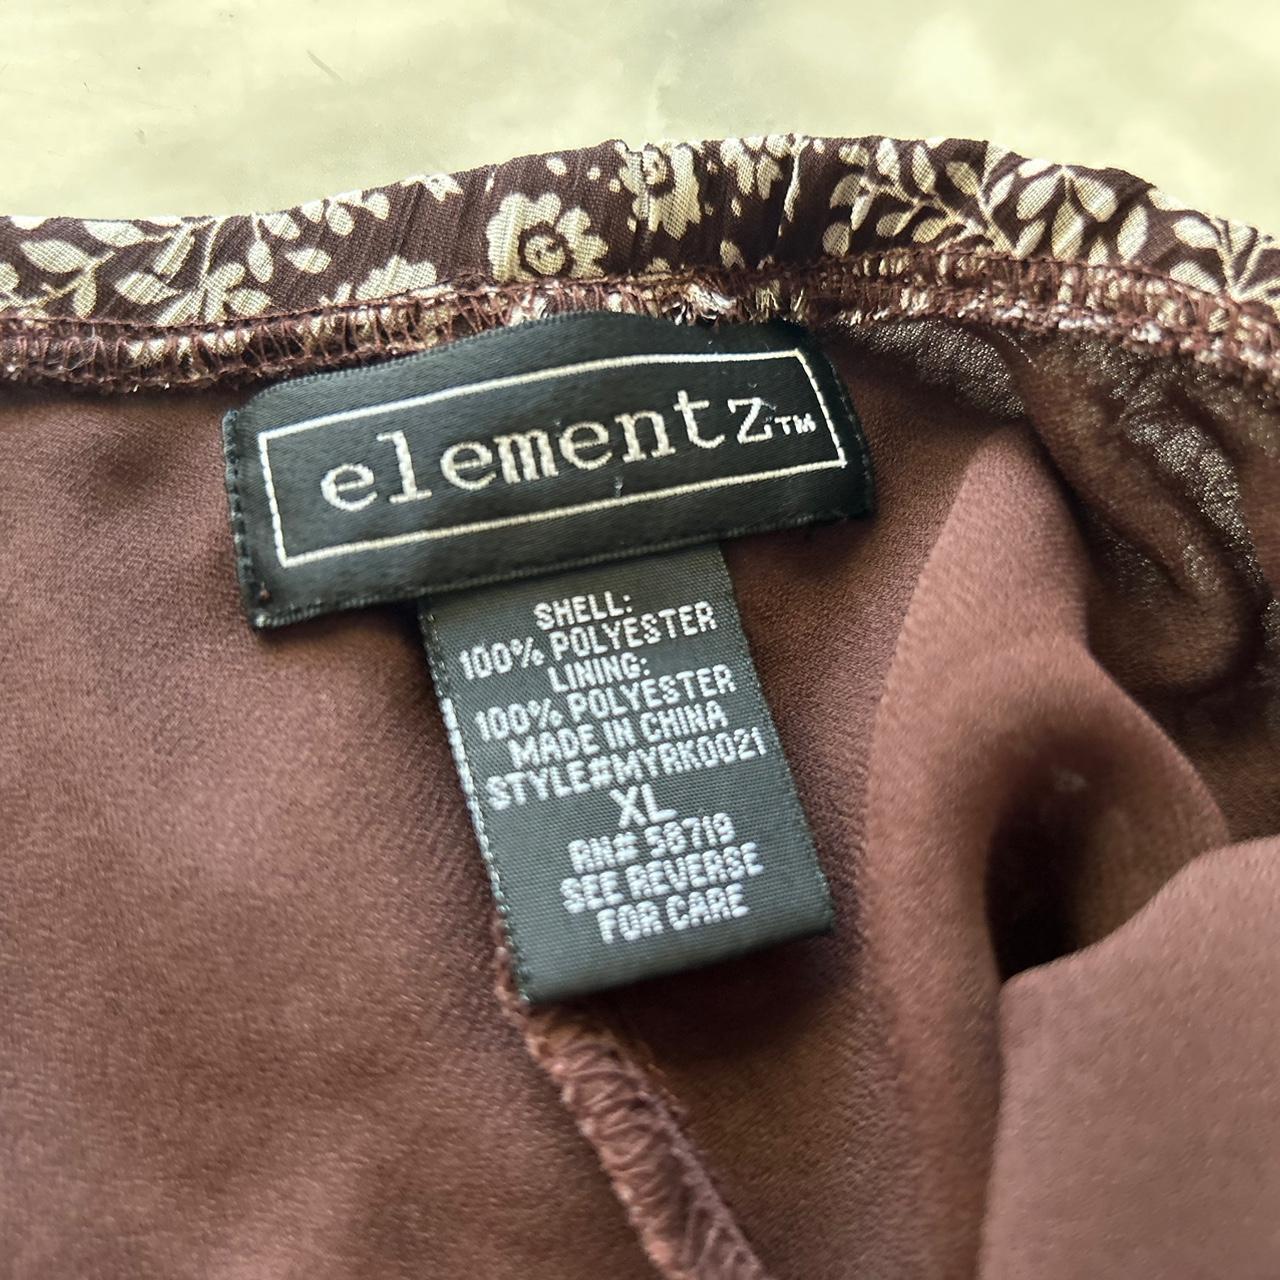 elementz™
SHELL:
100% POLYESTER
LINING:
100% POLYESTER
MADE IN CHINA
STYLE#MYRK0021
XL
RN# 58719
SEE REVERSE
FOR CARE